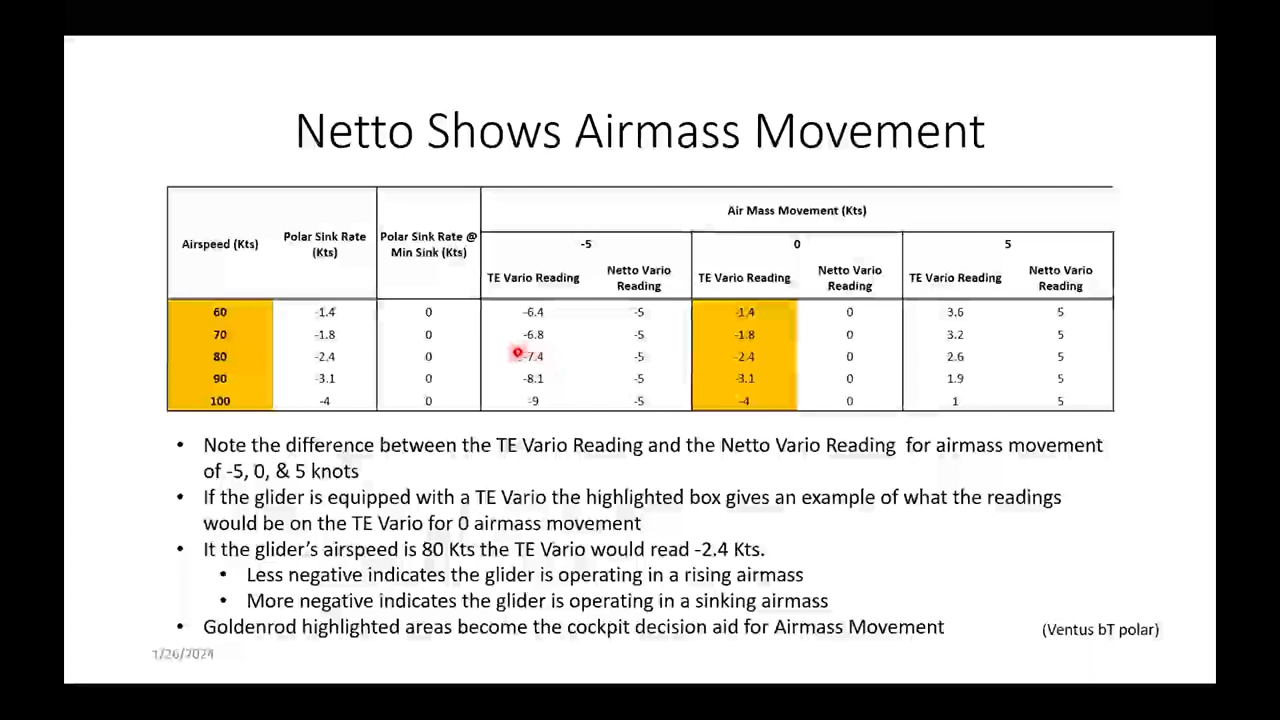 Netto Shows Airmass Movement
Air Mass Movement (Kts)
Airspeed (Kts) Polar Sink Rate (Kts) Polar Sink Rate @ Min Sink (Kts)
-5 0 5
TE Vario Reading Netto Vario Reading TE Vario Reading Netto Vario Reading TE Vario Reading Netto Vario Reading
60 -1.4 0 -6.4 -5 -1.4 0 3.6 5
70 -1.8 0 -6.8 -5 -1.8 0 3.2 5
80 -2.4 0 -7.4 -5 -2.4 0 2.6 5
90 -3.1 0 -8.1 -5 -3.1 0 1.9 5
100 -4 0 -9 -5 -4 0 1 5
• Note the difference between the TE Vario Reading and the Netto Vario Reading for airmass movement
of -5, 0, & 5 knots
• If the glider is equipped with a TE Vario the highlighted box gives an example of what the readings
would be on the TE Vario for 0 airmass movement
• It the glider's airspeed is 80 Kts the TE Vario would read -2.4 Kts.
• Less negative indicates the glider is operating in a rising airmass
• More negative indicates the glider is operating in a sinking airmass
• Goldenrod highlighted areas become the cockpit decision aid for Airmass Movement
(Ventus bT polar)
1/26/2024